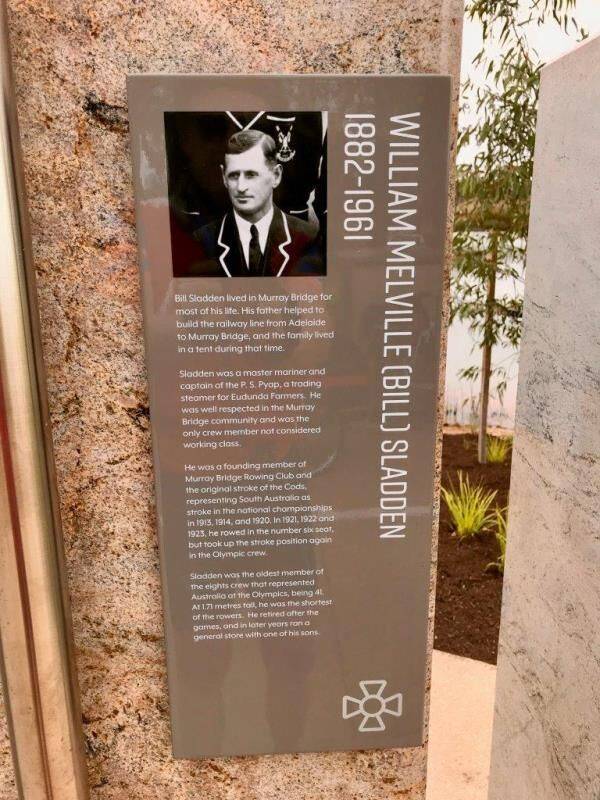 WILLIAM MELVILLE (BILL) SLADDEN
1882-1961
Bill Sladden lived in Murray Bridge for
most of his life. His father helped to
build the railway line from Adelaide
to Murray Bridge, and the family lived
in a tent during that time.
Sladden was a master mariner and
captain of the P. S. Pyap, a trading
steamer for Eudunda Farmers. He
was well respected in the Murray
Bridge community and was the
only crew member not considered
working class.
He was a founding member of
Murray Bridge Rowing Club and
the original stroke of the Cods,
representing South Australia as
stroke in the national championships
in 1913, 1914, and 1920. In 1921, 1922 and
1923, he rowed in the number six seat,
but took up the stroke position again
in the Olympic crew.
Sladden was the oldest member of
the eights crew that represented
Australia at the Olympics, being 41.
At 1.71 metres tall, he was the shortest
of the rowers. He retired after the
games, and in later years ran a
general store with one of his sons.